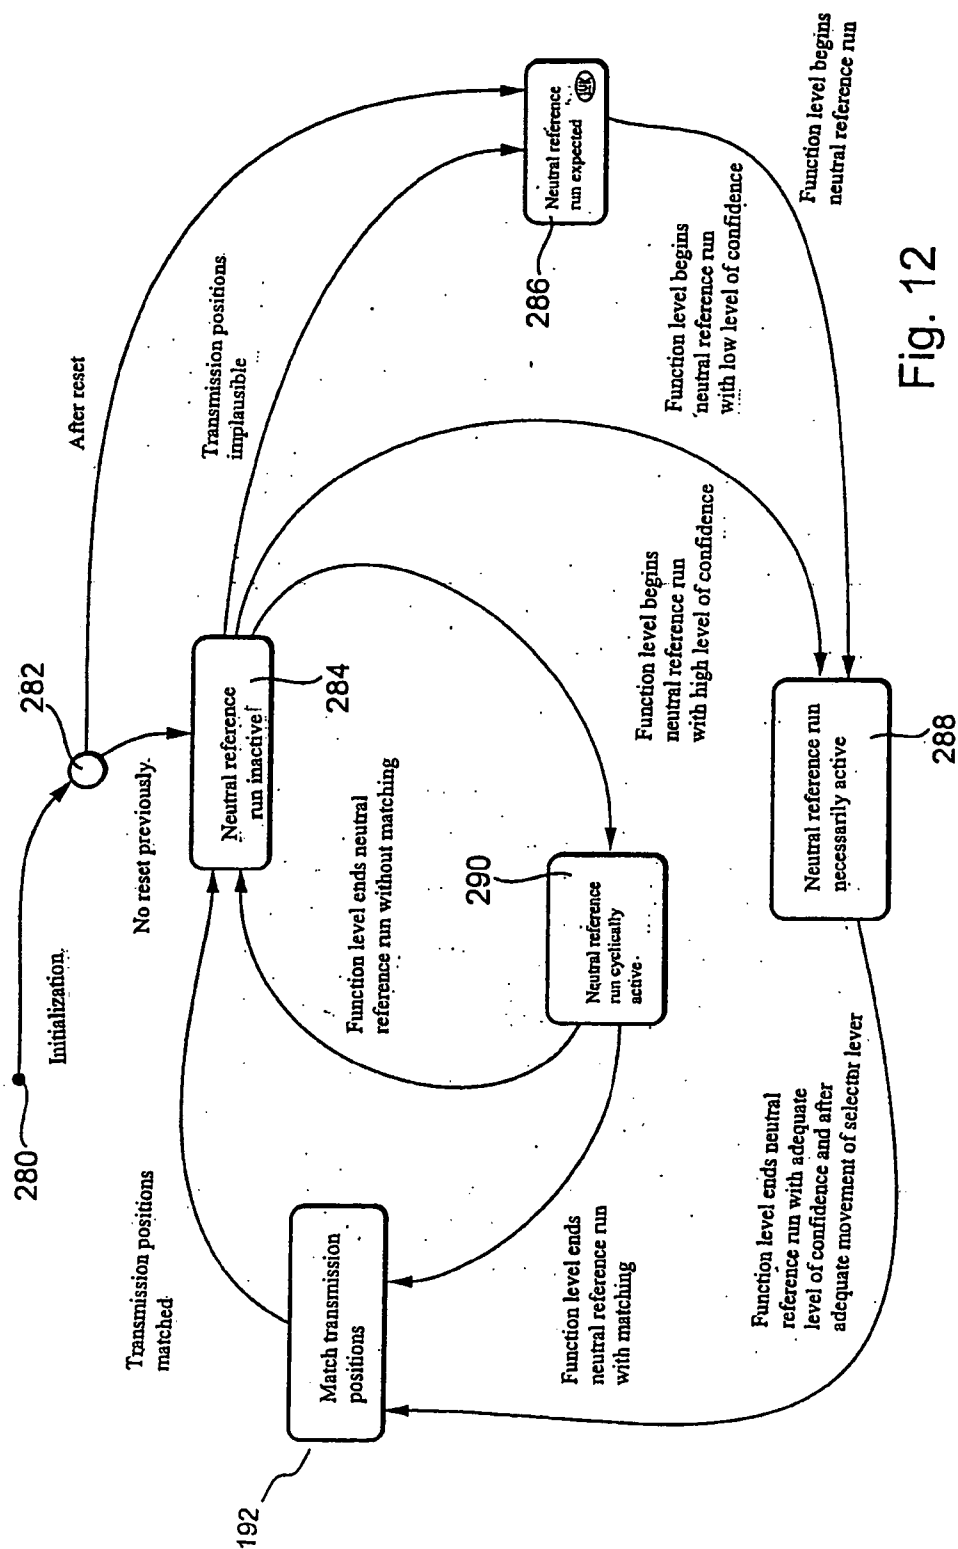 280
Initialization
282
After reset
No reset previously
Neutral reference
run inactive
284
Transmission positions
implausible
Neutral reference
run expected
286
Transmission positions
matched
Function level ends neutral
reference run without matching
Function level begins
neutral reference run
with high level of confidence
Function level begins
neutral reference run
with low level of confidence
Function level begins
neutral reference run
192
Match transmission
positions
Function level ends
neutral reference run
with matching
290
Neutral reference
run cyclically
active
Function level ends neutral
reference run with adequate
level of confidence and after
adequate movement of selector lever
Neutral reference run
necessarily active
288
Fig. 12